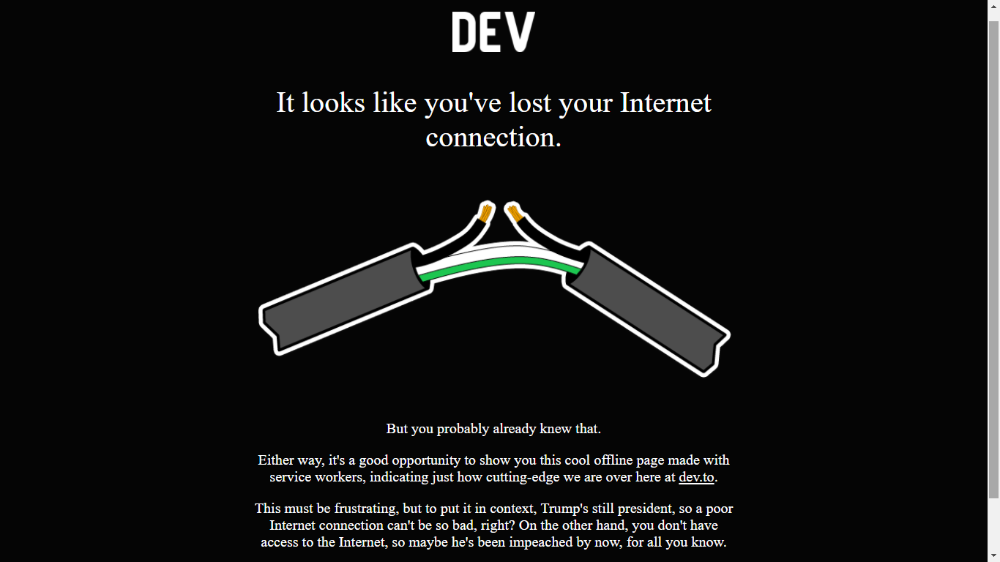 DEV
It looks like you've lost your Internet
connection.
But you probably already knew that.
Either way, it's a good opportunity to show you this cool offline page made with
service workers, indicating just how cutting-edge we are over here at dev.to.
This must be frustrating, but to put it in context, Trump's still president, so a poor
Internet connection can't be so bad, right? On the other hand, you don't have
access to the Internet, so maybe he's been impeached by now, for all you know.